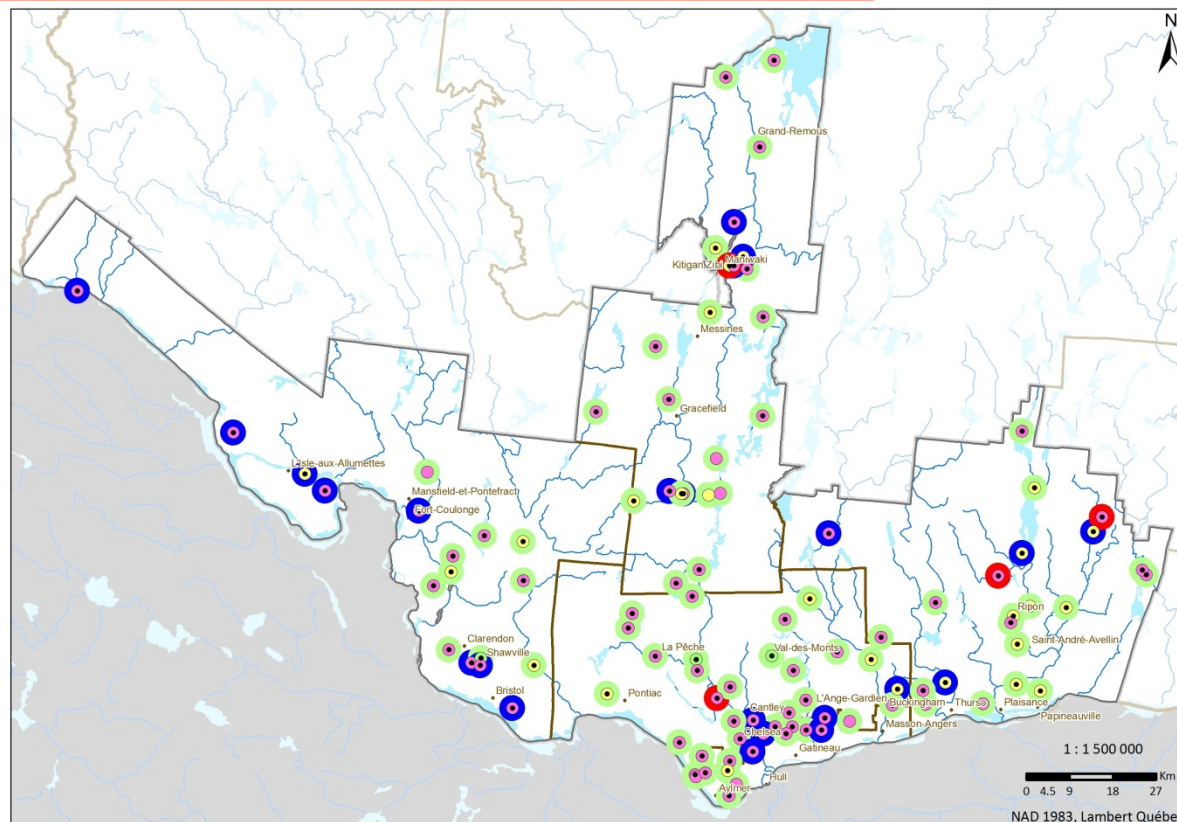 N
Grand-Remous
Maniwaki
Kitigan Zibi
Messines
Gracefield
L'Isle-aux-Allumettes
Mansfield-et-Pontefract
Fort-Coulonge
Ripon
Clarendon
Saint-André-Avellin
La Pêche
Val-des-Monts
Shawville
Bristol
Pontiac
L'Ange-Gardien
Buckingham
Thurso
Plaisance
Cantley
Papineauville
Masson-Angers
Chelsea
Gatineau
1 : 1 500 000
Hull
Km
Aylmer
0 4.5 9 18 27
NAD 1983, Lambert Québe